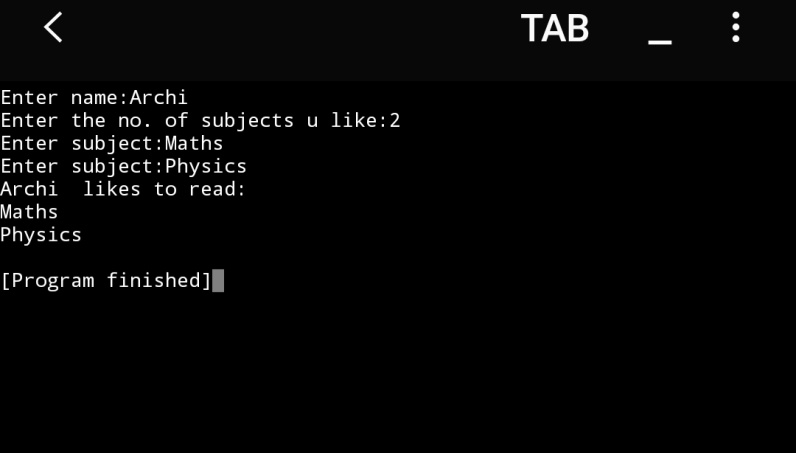 TAB
Enter name:Archi
Enter the no. of subjects u like:2
Enter subject:Maths
Enter subject:Physics
Archi  likes to read:
Maths
Physics
[Program finished]